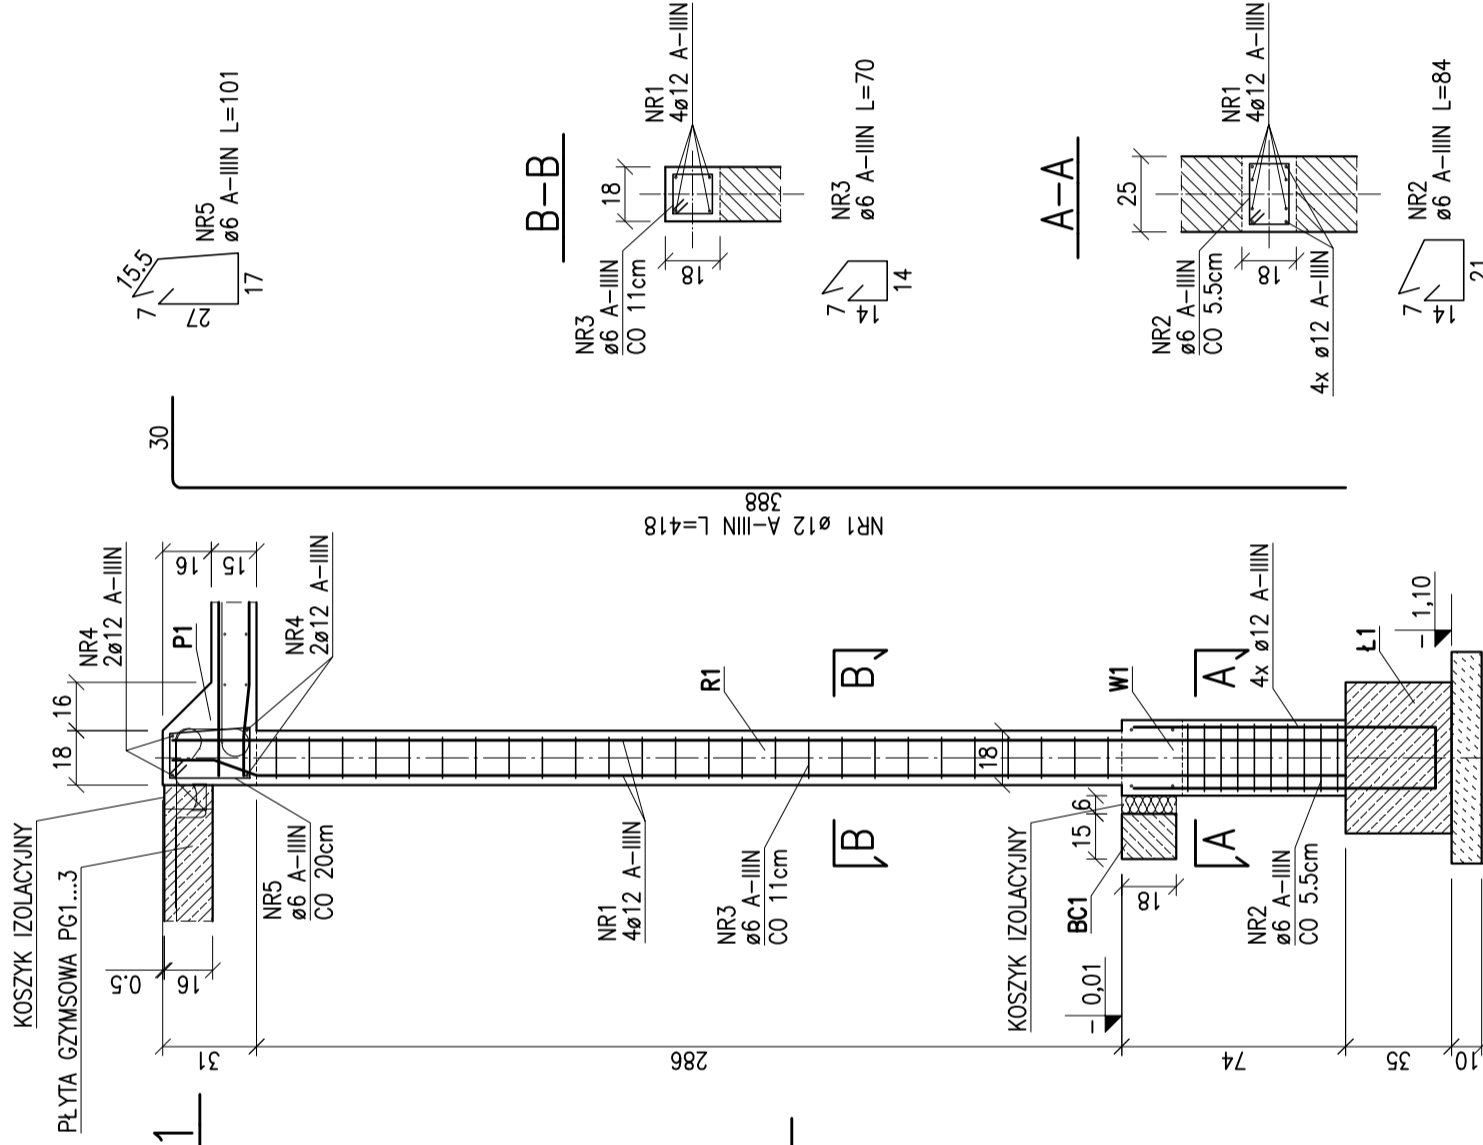 KOSZYK IZOLACYJNY
PŁYTA GZYMSOWA PG1...3
1
0.5
16
31
286
74
35
10
18
16
NR4
2ø12 A-IIIN
P1
16
15
NR4
2ø12 A-IIIN
NR5
ø6 A-IIIN
CO 20cm
NR1
4ø12 A-IIIN
NR3
ø6 A-IIIN
CO 11cm
R1
B
B
18
KOSZYK IZOLACYJNY
- 0,01
BC1
15
6
18
W1
A
A
4x ø12 A-IIIN
NR2
ø6 A-IIIN
CO 5.5cm
Ł1
- 1,10
30
388
NR1 ø12 A-IIIN L=418
15.5
7
27
17
NR5
ø6 A-IIIN L=101
B-B
18
18
NR1
4ø12 A-IIIN
NR3
ø6 A-IIIN
CO 11cm
7
14
14
NR3
ø6 A-IIIN L=70
A-A
25
18
NR1
4ø12 A-IIIN
NR2
ø6 A-IIIN
CO 5.5cm
4x ø12 A-IIIN
7
14
21
NR2
ø6 A-IIIN L=84